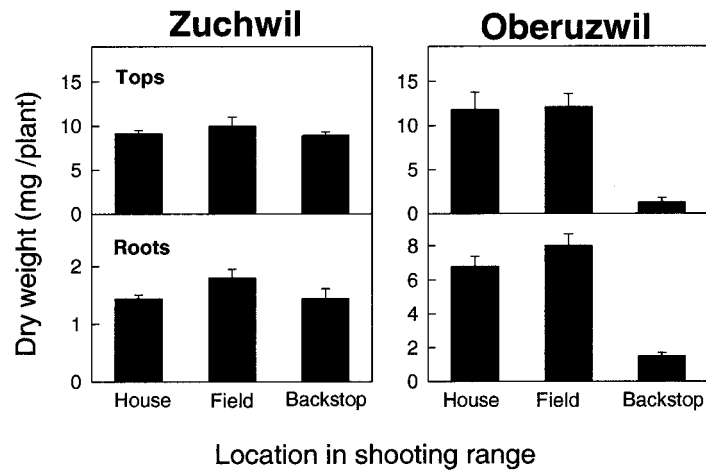 Zuchwil
Oberuzwil
Dry weight (mg /plant)
Tops
15
10
5
0
15
10
5
0
Roots
2
1
0
8
6
4
2
0
House Field Backstop
House Field Backstop
Location in shooting range